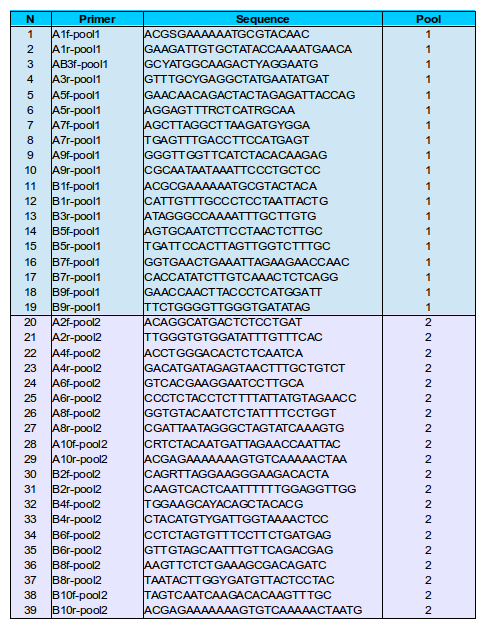 N Primer Sequence Pool
1 A1f-pool1 ACGSGAAAAAATGCGTACAAC 1
2 A1r-pool1 GAAGATTGTGCTATACCAAAATGAACA 1
3 AB3f-pool1 GCYATGGCAAGACTYAGGAATG 1
4 A3r-pool1 GTTTGCYGAGGCTATGAATATGAT 1
5 A5f-pool1 GAACAACAGACTACTAGAGATTACCAG 1
6 A5r-pool1 AGGAGTTTRCTCATRGCAA 1
7 A7f-pool1 AGCTTAGGCTTAAGATGYGGA 1
8 A7r-pool1 TGAGTTTGACCTTCCATGAGT 1
9 A9f-pool1 GGGTTGGTTCATCTACACAAGAG 1
10 A9r-pool1 CGCAATAATAAATTCCCTGCTCC 1
11 B1f-pool1 ACGCGAAAAAATGCGTACTACA 1
12 B1r-pool1 CATTGTTTGCCCTCCTAATTACTG 1
13 B3r-pool1 ATAGGGCCAAAATTTGCTTGTG 1
14 B5f-pool1 AGTGCAATCTTCCTAACTCTTGC 1
15 B5r-pool1 TGATTCCACTTAGTTGGTCTTTGC 1
16 B7f-pool1 GGTGAACTGAAATTAGAAGAACCAAC 1
17 B7r-pool1 CACCATATCTTGTCAAACTCTCAGG 1
18 B9f-pool1 GAACCAACTTACCCTCATGGATT 1
19 B9r-pool1 TTCTGGGGTTGGGTGATATAG 1
20 A2f-pool2 ACAGGCATGACTCTCCTGAT 2
21 A2r-pool2 TTGGGTGTGGATATTTGTTTCAC 2
22 A4f-pool2 ACCTGGGACACTCTCAATCA 2
23 A4r-pool2 GACATGATAGAGTAACTTTGCTGTCT 2
24 A6f-pool2 GTCACGAAGGAATCCTTGCA 2
25 A6r-pool2 CCCTCTACCTCTTTTATTATGTAGAACC 2
26 A8f-pool2 GGTGTACAATCTCTATTTTCCTGGT 2
27 A8r-pool2 CGATTAATAGGGCTAGTATCAAAGTG 2
28 A10f-pool2 CRTCTACAATGATTAGAACCAATTAC 2
29 A10r-pool2 ACGAGAAAAAAAGTGTCAAAAACTAA 2
30 B2f-pool2 CAGRTTAGGAAGGGAAGACACTA 2
31 B2r-pool2 CAAGTCACTCAATTTTTTGGAGGTTGG 2
32 B4f-pool2 TGGAAGCAYACAGCTACACG 2
33 B4r-pool2 CTACATGTYGATTGGTAAAACTCC 2
34 B6f-pool2 CCTCTAGTGTTTCCTTCTGATGAG 2
35 B6r-pool2 GTTGTAGCAATTTGTTCAGACGAG 2
36 B8f-pool2 AAGTTCTCTGAAAGCGACAGATC 2
37 B8r-pool2 TAATACTTGGYGATGTTACTCCTAC 2
38 B10f-pool2 TAGTCAATCAAGACACAAGTTTGC 2
39 B10r-pool2 ACGAGAAAAAAAGTGTCAAAAACTAATG 2